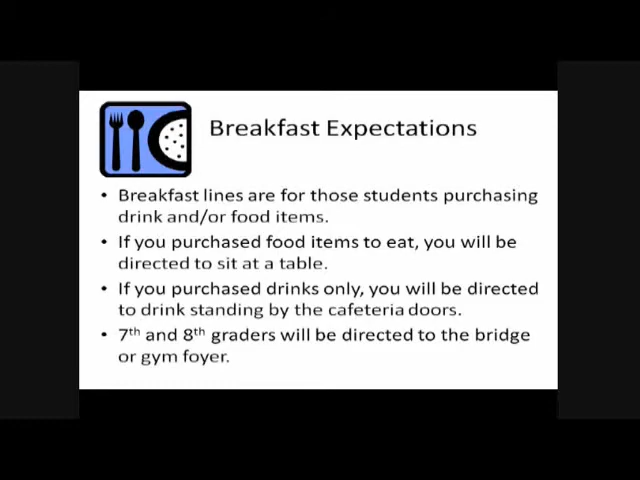 Breakfast Expectations
• Breakfast lines are for those students purchasing
drink and/or food items.
• If you purchased food items to eat, you will be
directed to sit at a table.
• If you purchased drinks only, you will be directed
to drink standing by the cafeteria doors.
• 7th and 8th graders will be directed to the bridge
or gym foyer.